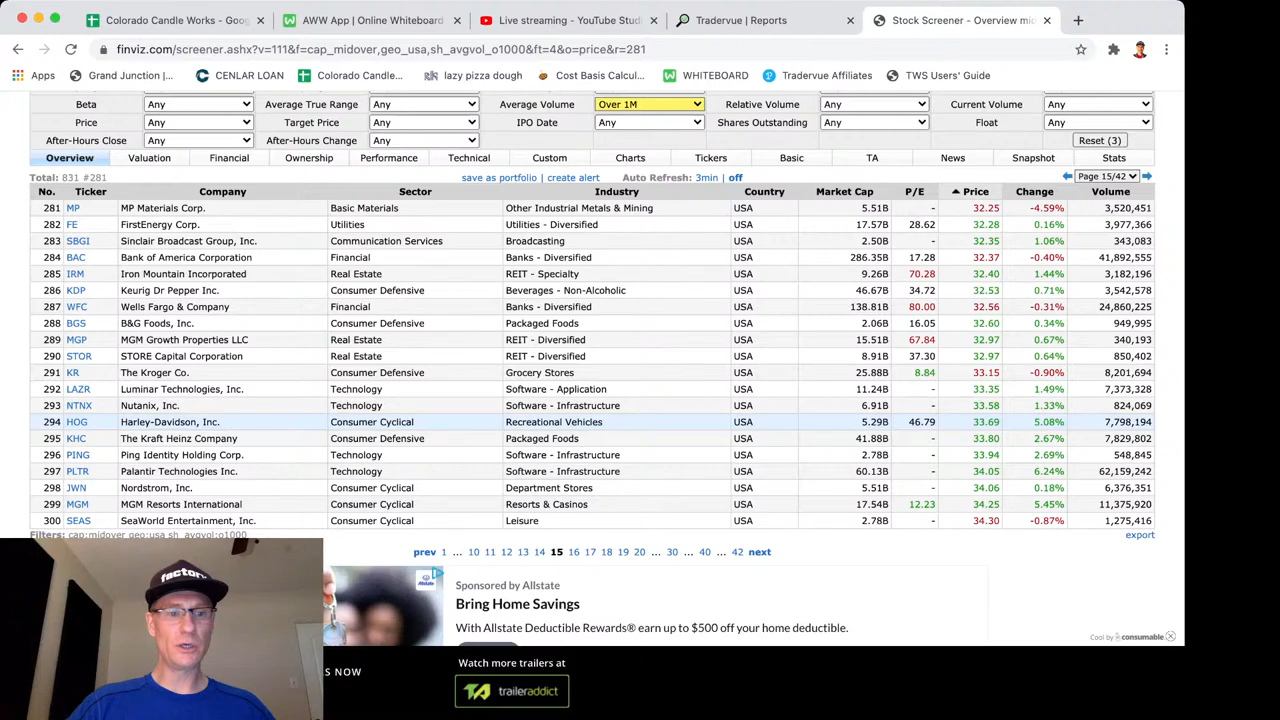 Colorado Candle Works - Goog
AWW App | Online Whiteboard
Live streaming - YouTube Stud
Tradervue | Reports
Stock Screener - Overview mid
finviz.com/screener.ashx?v=111&f=cap_midover,geo_usa,sh_avgvol_o1000&ft=4&o=price&r=281
Apps Grand Junction |... CENLAR LOAN Colorado Candle... lazy pizza dough Cost Basis Calcul... WHITEBOARD Tradervue Affiliates TWS Users' Guide
Beta Any Average True Range Any Average Volume Over 1M Relative Volume Any Current Volume Any
Price Any Target Price Any IPO Date Any Shares Outstanding Any Float Any
After-Hours Close Any After-Hours Change Any Reset (3)
Overview Valuation Financial Ownership Performance Technical Custom Charts Tickers Basic TA News Snapshot Stats
Total: 831 #281 save as portfolio | create alert Auto Refresh: 3min | off Page 15/42
No. Ticker Company Sector Industry Country Market Cap P/E Price Change Volume
281 MP MP Materials Corp. Basic Materials Other Industrial Metals & Mining USA 5.51B - 32.25 -4.59% 3,520,451
282 FE FirstEnergy Corp. Utilities Utilities - Diversified USA 17.57B 28.62 32.28 0.16% 3,977,366
283 SBGI Sinclair Broadcast Group, Inc. Communication Services Broadcasting USA 2.50B - 32.35 1.06% 343,083
284 BAC Bank of America Corporation Financial Banks - Diversified USA 286.35B 17.28 32.37 -0.40% 41,892,555
285 IRM Iron Mountain Incorporated Real Estate REIT - Specialty USA 9.26B 70.28 32.40 1.44% 3,182,196
286 KDP Keurig Dr Pepper Inc. Consumer Defensive Beverages - Non-Alcoholic USA 46.67B 34.72 32.53 0.71% 3,542,578
287 WFC Wells Fargo & Company Financial Banks - Diversified USA 138.81B 80.00 32.56 -0.31% 24,860,225
288 BGS B&G Foods, Inc. Consumer Defensive Packaged Foods USA 2.06B 16.05 32.60 0.34% 949,995
289 MGP MGM Growth Properties LLC Real Estate REIT - Diversified USA 15.51B 67.84 32.97 0.67% 340,193
290 STOR STORE Capital Corporation Real Estate REIT - Diversified USA 8.91B 37.30 32.97 0.64% 850,402
291 KR The Kroger Co. Consumer Defensive Grocery Stores USA 25.88B 8.84 33.15 -0.90% 8,201,694
292 LAZR Luminar Technologies, Inc. Technology Software - Application USA 11.24B - 33.35 1.49% 7,373,328
293 NTNX Nutanix, Inc. Technology Software - Infrastructure USA 6.91B - 33.58 1.33% 824,069
294 HOG Harley-Davidson, Inc. Consumer Cyclical Recreational Vehicles USA 5.29B 46.79 33.69 5.08% 7,798,194
295 KHC The Kraft Heinz Company Consumer Defensive Packaged Foods USA 41.88B - 33.80 2.67% 7,829,802
296 PING Ping Identity Holding Corp. Technology Software - Infrastructure USA 2.78B - 33.94 2.69% 548,845
297 PLTR Palantir Technologies Inc. Technology Software - Infrastructure USA 60.13B - 34.05 6.24% 62,159,242
298 JWN Nordstrom, Inc. Consumer Cyclical Department Stores USA 5.51B - 34.06 0.18% 6,376,351
299 MGM MGM Resorts International Consumer Cyclical Resorts & Casinos USA 17.54B 12.23 34.25 5.45% 11,375,920
300 SEAS SeaWorld Entertainment, Inc. Consumer Cyclical Leisure USA 2.78B - 34.30 -0.87% 1,275,416
Filters: cap:midover geo:usa sh_avgvol:o1000 export
prev 1 ... 10 11 12 13 14 15 16 17 18 19 20 ... 30 ... 40 ... 42 next
Sponsored by Allstate
Allstate
Bring Home Savings
With Allstate Deductible Rewards® earn up to $500 off your home deductible.
Cool by consumable
factory
S NOW
Watch more trailers at
TA traileraddict